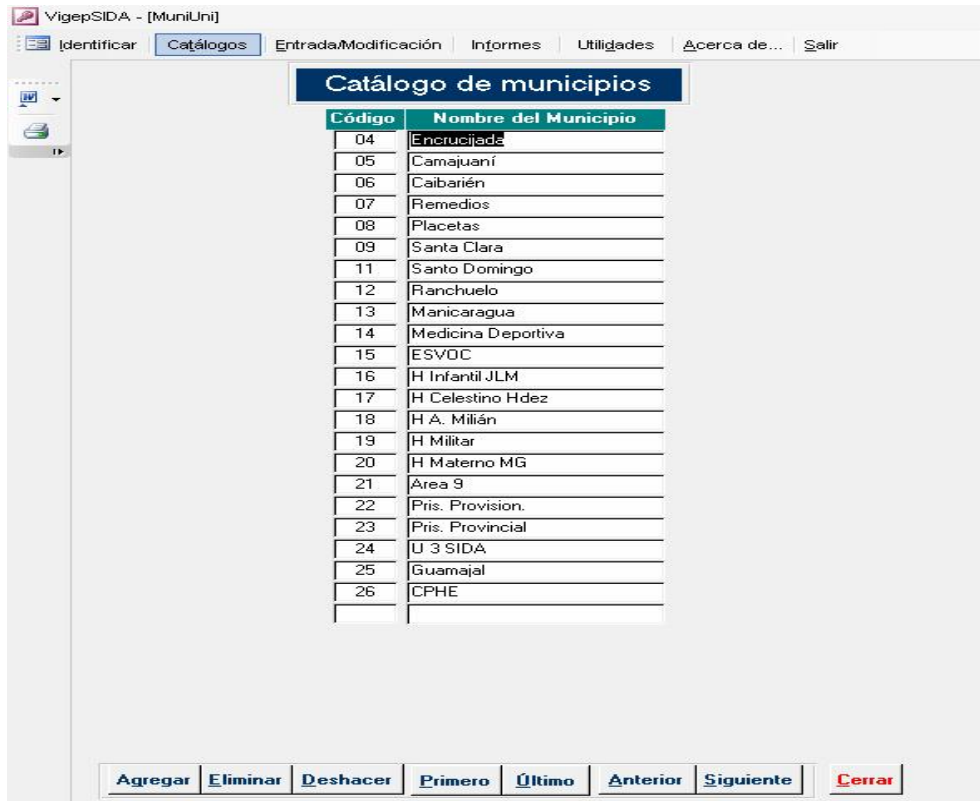 VigepSIDA - [MuniUni]
Identificar Catálogos Entrada/Modificación Informes Utilidades Acerca de... Salir
Catálogo de municipios
Código Nombre del Municipio
04 Encrucijada
05 Camajuaní
06 Caibarién
07 Remedios
08 Placetas
09 Santa Clara
11 Santo Domingo
12 Ranchuelo
13 Manicaragua
14 Medicina Deportiva
15 ESVOC
16 H Infantil JLM
17 H Celestino Hdez
18 H A. Milián
19 H Militar
20 H Materno MG
21 Area 9
22 Pris. Provision.
23 Pris. Provincial
24 U 3 SIDA
25 Guamajal
26 CPHE
Agregar Eliminar Deshacer Primero Último Anterior Siguiente Cerrar